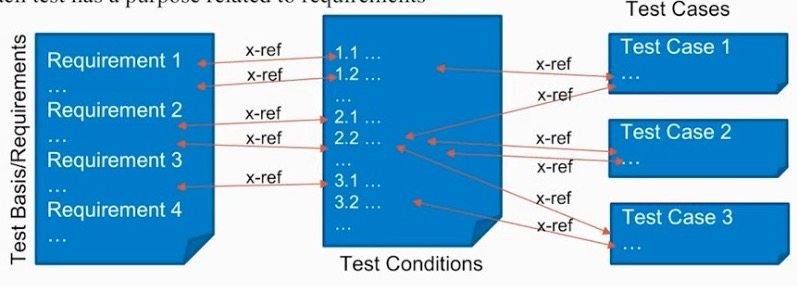 each test has a purpose related to requirements
Test Basis/Requirements
Requirement 1
...
Requirement 2
...
Requirement 3
...
Requirement 4
...
x-ref
x-ref
x-ref
x-ref
x-ref
1.1 ...
1.2 ...
...
2.1 ...
2.2 ...
...
3.1 ...
3.2 ...
...
Test Conditions
x-ref
x-ref
x-ref
x-ref
x-ref
x-ref
Test Cases
Test Case 1
...
Test Case 2
...
Test Case 3
...